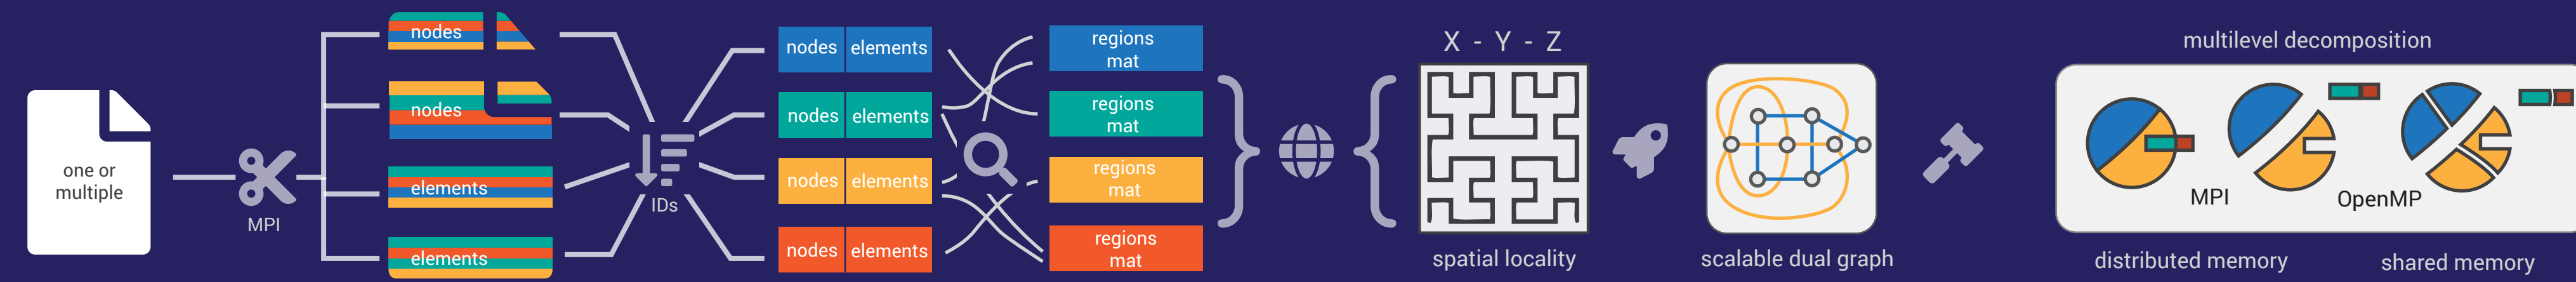 one or
multiple
MPI
nodes
nodes
elements
elements
IDs
nodes elements
nodes elements
nodes elements
nodes elements
regions
mat
regions
mat
regions
mat
regions
mat
X - Y - Z
spatial locality
scalable dual graph
multilevel decomposition
MPI
OpenMP
distributed memory
shared memory